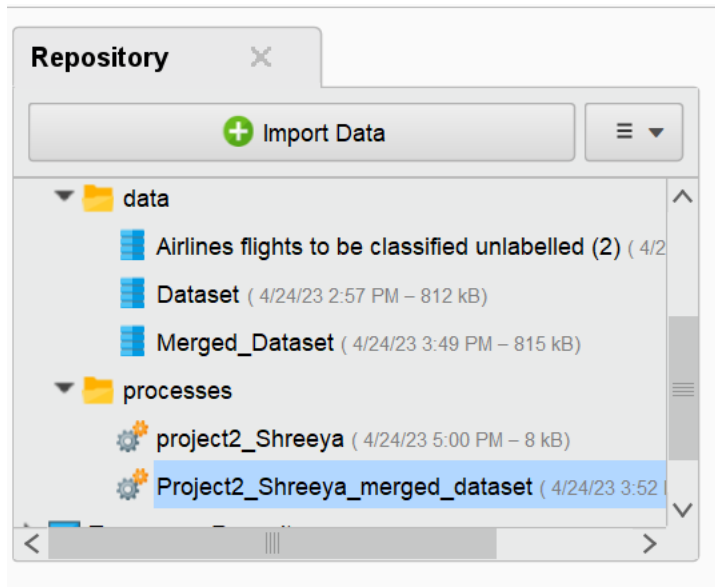 Repository
Import Data
data
Airlines flights to be classified unlabelled (2) ( 4/2
Dataset ( 4/24/23 2:57 PM – 812 kB)
Merged_Dataset ( 4/24/23 3:49 PM – 815 kB)
processes
project2_Shreeya ( 4/24/23 5:00 PM – 8 kB)
Project2_Shreeya_merged_dataset ( 4/24/23 3:52